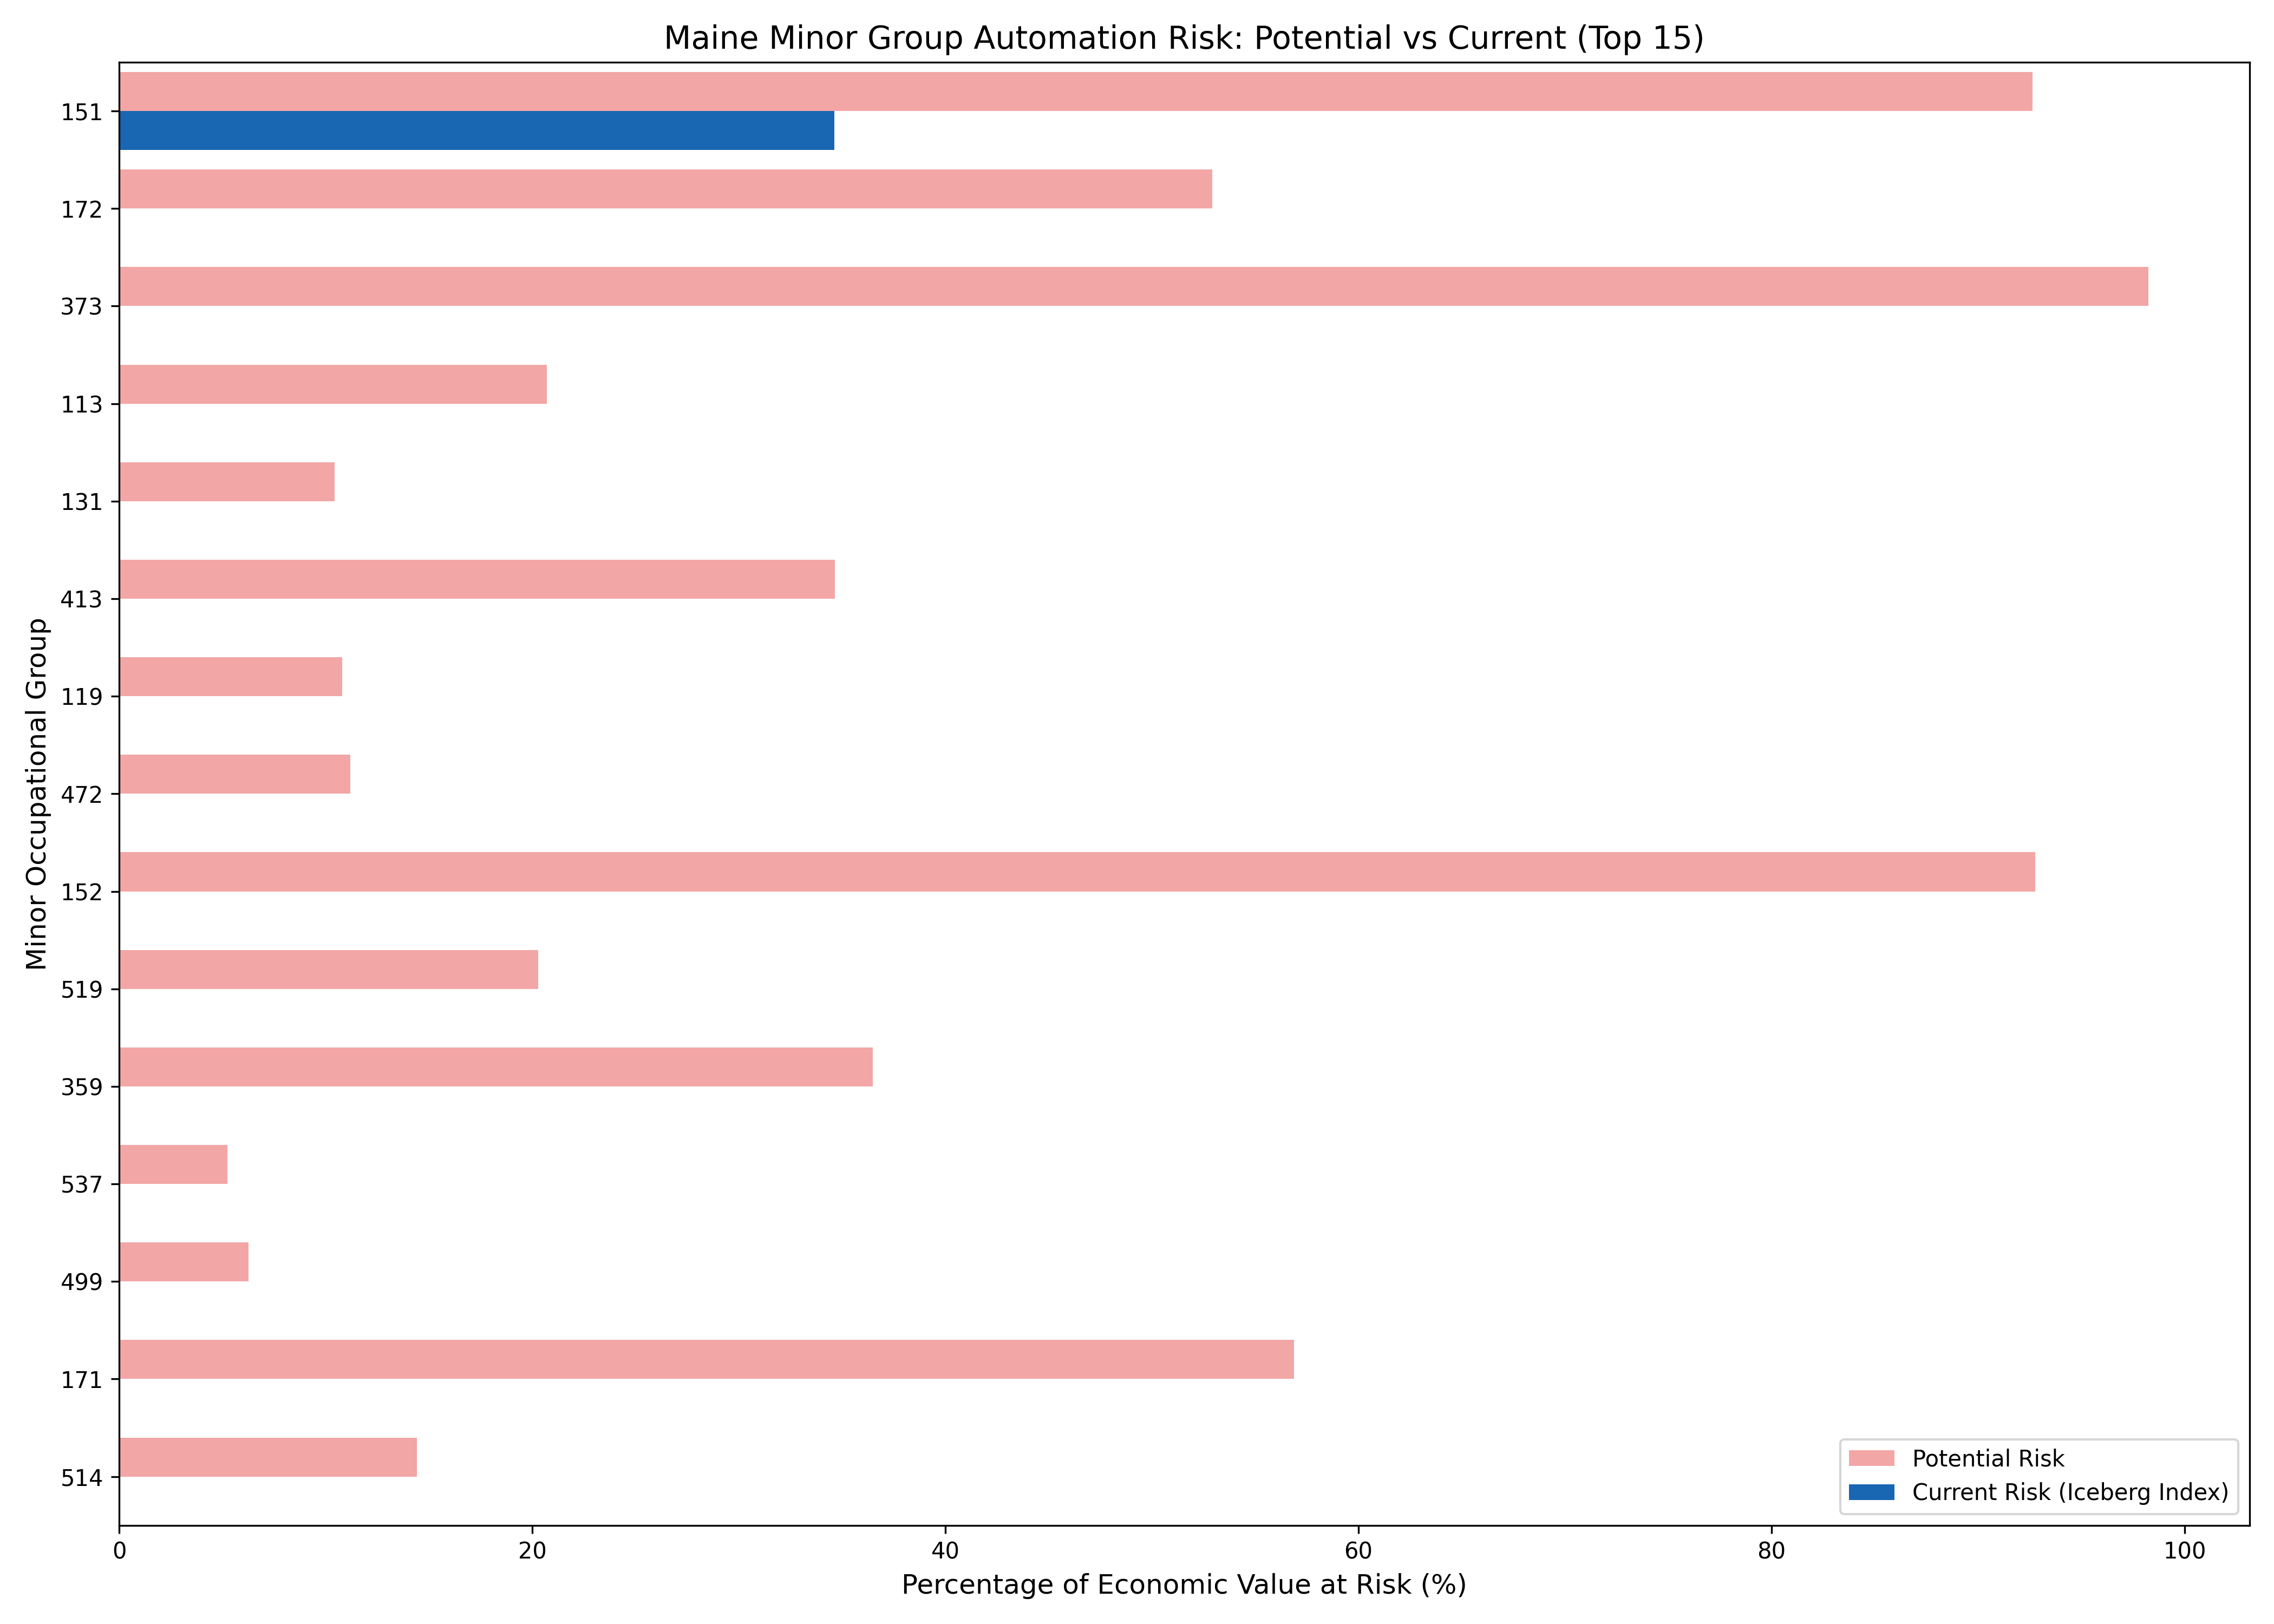 Maine Minor Group Automation Risk: Potential vs Current (Top 15)
Minor Occupational Group
151
172
373
113
131
413
119
472
152
519
359
537
499
171
514
Potential Risk
Current Risk (Iceberg Index)
0 20 40 60 80 100
Percentage of Economic Value at Risk (%)